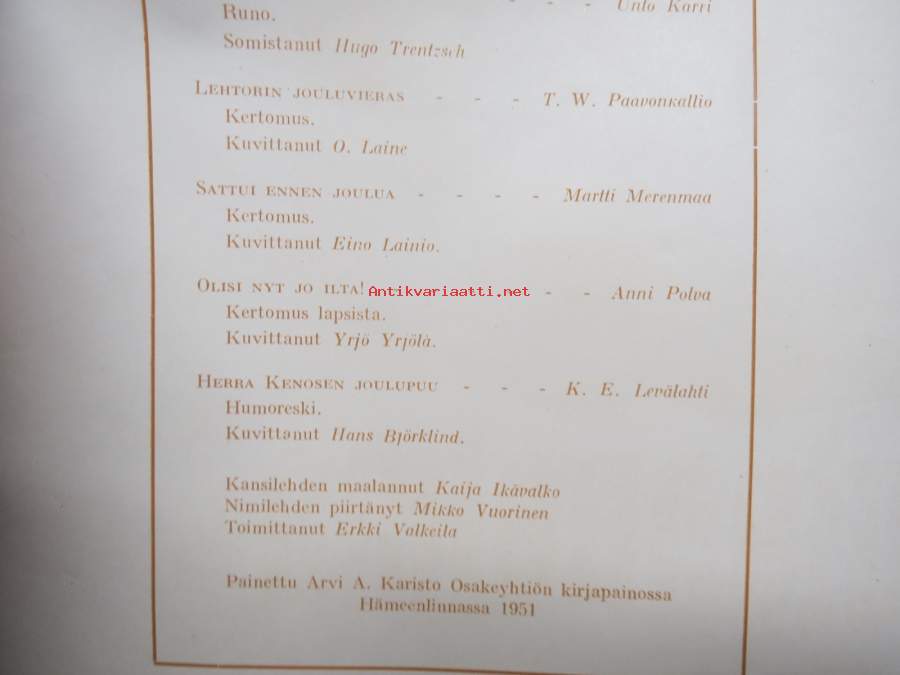 - - - Unto Karri
Runo.
Somistanut Hugo Trentzsch
LEHTORIN JOULUVIERAS - - - T. W. Paavonkallio
Kertomus.
Kuvittanut O. Laine
SATTUI ENNEN JOULUA - - - - Martti Merenmaa
Kertomus.
Kuvittanut Eino Lainio.
OLISI NYT JO ILTA! Antikvariaatti.net - - Anni Polva
Kertomus lapsista.
Kuvittanut Yrjö Yrjölä.
HERRA KENOSEN JOULUPUU - - - K. E. Levälahti
Humoreski.
Kuvittanut Hans Björklind.
Kansilehden maalannut Kaija Ikävalko
Nimilehden piirtänyt Mikko Vuorinen
Toimittanut Erkki Valkeila
Painettu Arvi A. Karisto Osakeyhtiön kirjapainossa
Hämeenlinnassa 1951